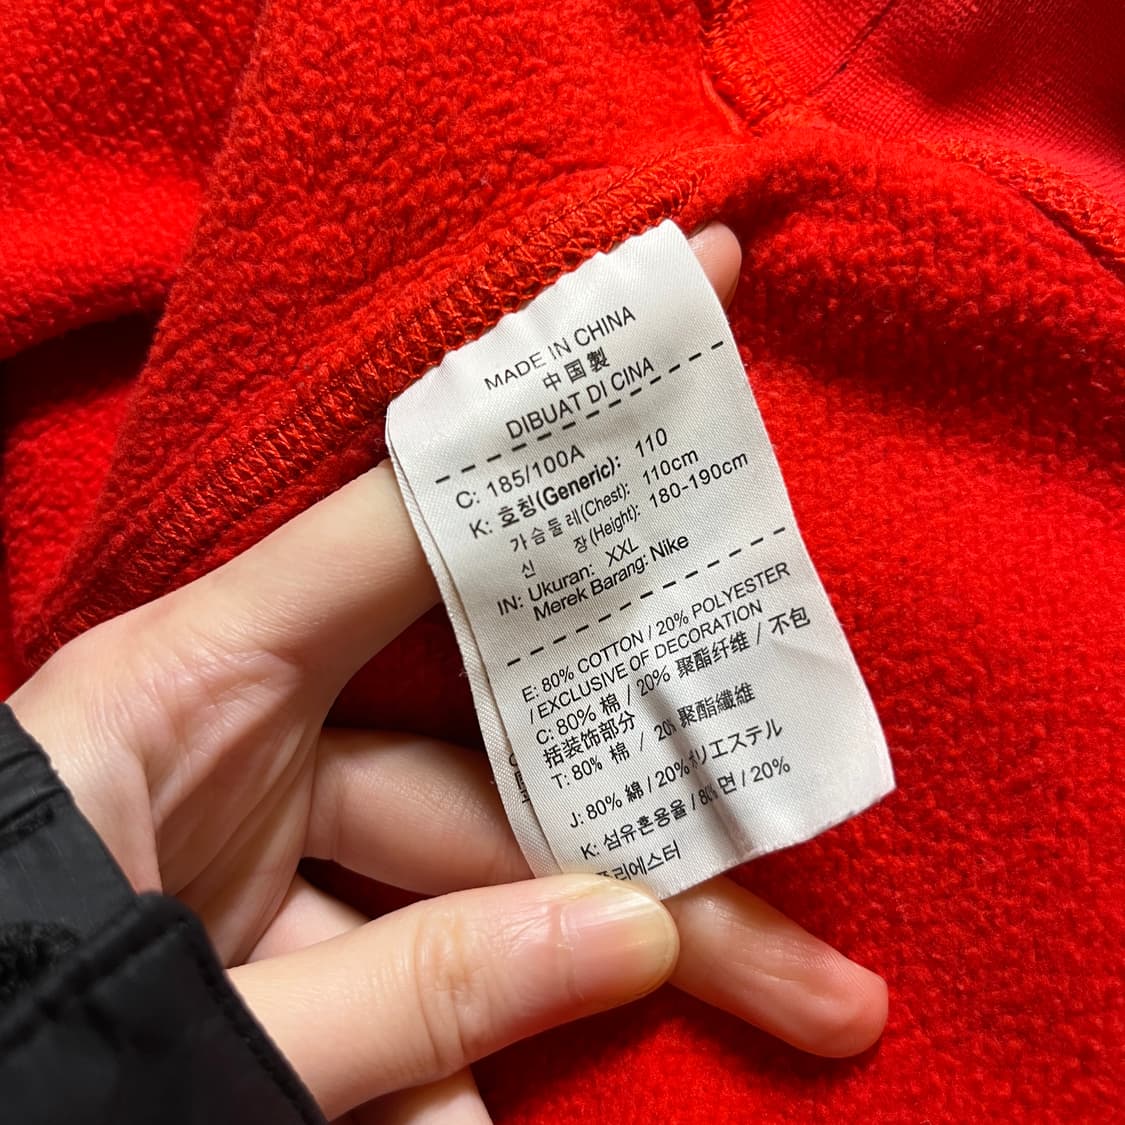 MADE IN CHINA
中国製
DIBUAT DI CINA
C: 185/100A
K: 호칭(Generic): 110
가슴둘레(Chest): 110cm
신 장(Height): 180-190cm
IN: Ukuran: XXL
Merek Barang: Nike
E: 80% COTTON / 20% POLYESTER
/ EXCLUSIVE OF DECORATION
C: 80% 棉 / 20% 聚酯纤维 / 不包
括装饰部分
T: 80% 棉 / 20% 聚酯纖維
J: 80% 綿 / 20% ポリエステル
K: 섬유혼용율 / 80% 면 / 20%
폴리에스터